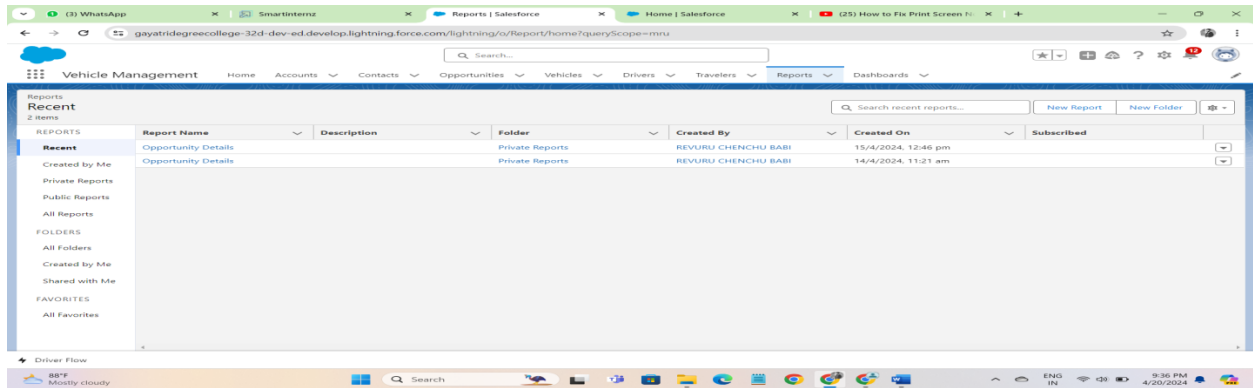 (3) WhatsApp
SmartInternz
Reports | Salesforce
Home | Salesforce
(25) How to Fix Print Screen N
gayatridegreecollege-32d-dev-ed.develop.lightning.force.com/lightning/o/Report/home?queryScope=mru
Search...
12
Vehicle Management
Home Accounts Contacts Opportunities Vehicles Drivers Travelers Reports Dashboards
Reports
Recent
2 items
Search recent reports...
New Report New Folder
REPORTS
Report Name Description Folder Created By Created On Subscribed
Recent
Opportunity Details Private Reports REVURU CHENCHU BABI 15/4/2024, 12:46 pm
Opportunity Details Private Reports REVURU CHENCHU BABI 14/4/2024, 11:21 am
Created by Me
Private Reports
Public Reports
All Reports
FOLDERS
All Folders
Created by Me
Shared with Me
FAVORITES
All Favorites
Driver Flow
88°F
Mostly cloudy
Search
ENG
IN
9:36 PM
4/20/2024